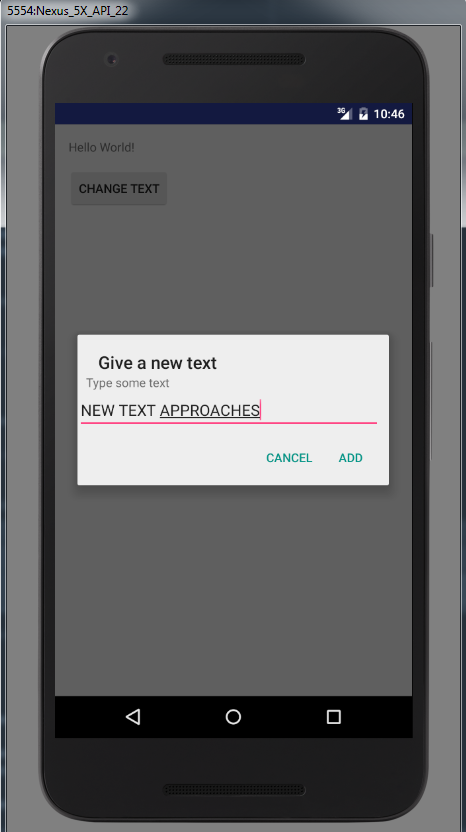 5554:Nexus_5X_API_22
3G 10:46
Hello World!
CHANGE TEXT
Give a new text
Type some text
NEW TEXT APPROACHES
CANCEL ADD